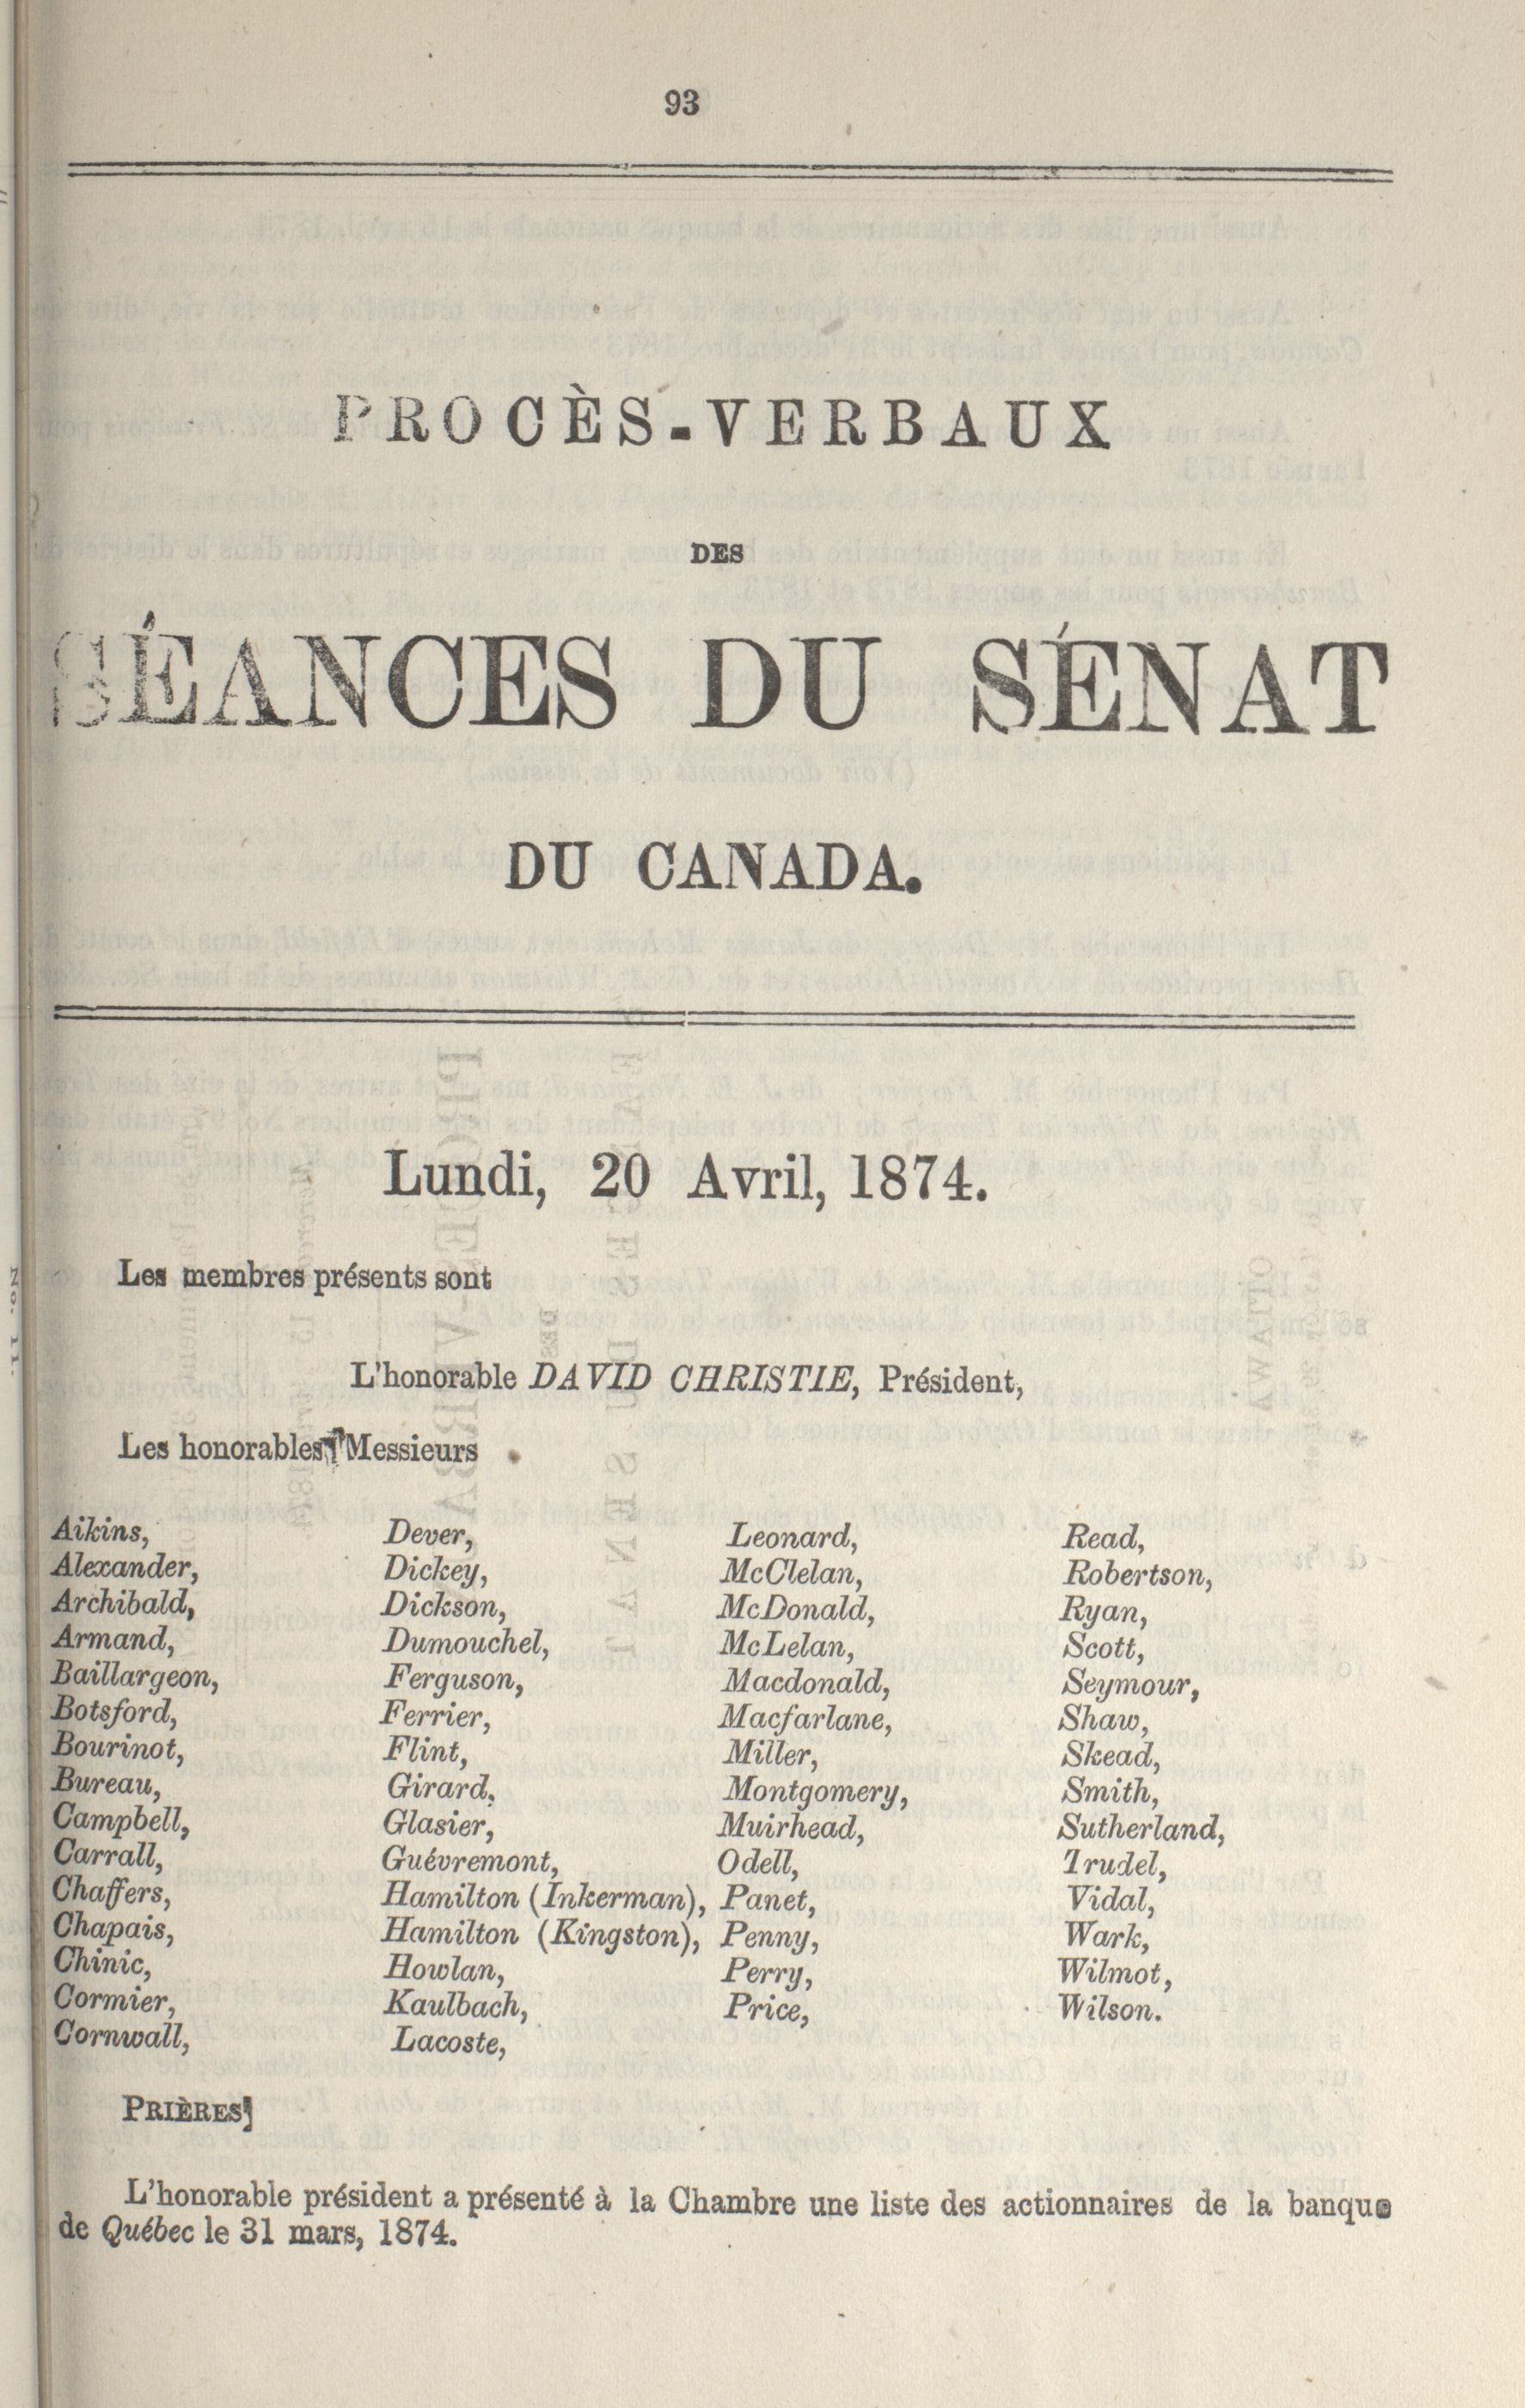 93
PROCÈS-VERBAUX
DES
SÉANCES DU SÉNAT
DU CANADA.
Lundi, 20 Avril, 1874.
Les membres présents sont
L'honorable DAVID CHRISTIE, Président,
Les honorables Messieurs
Aikins,
Alexander,
Archibald,
Armand,
Baillargeon,
Botsford,
Bourinot,
Bureau,
Campbell,
Carrall,
Chaffers,
Chapais,
Chinic,
Cormier,
Cornwall,
Dever,
Dickey,
Dickson,
Dumouchel,
Ferguson,
Ferrier,
Flint,
Girard,
Glasier,
Guévremont,
Hamilton (Inkerman),
Hamilton (Kingston),
Howlan,
Kaulbach,
Lacoste,
Leonard,
McClelan,
McDonald,
McLelan,
Macdonald,
Macfarlane,
Miller,
Montgomery,
Muirhead,
Odell,
Panet,
Penny,
Perry,
Price,
Read,
Robertson,
Ryan,
Scott,
Seymour,
Shaw,
Skead,
Smith,
Sutherland,
Trudel,
Vidal,
Wark,
Wilmot,
Wilson.
PRIÈRES
L'honorable président a présenté à la Chambre une liste des actionnaires de la banque
de Québec le 31 mars, 1874.